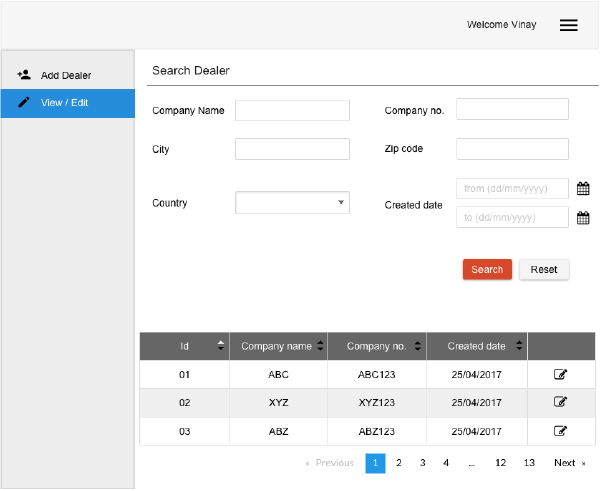 Welcome Vinay
Add Dealer
View / Edit
Search Dealer
Company Name
Company no.
City
Zip code
Country
Created date
from (dd/mm/yyyy)
to (dd/mm/yyyy)
Search Reset
Id Company name Company no. Created date
01 ABC ABC123 25/04/2017
02 XYZ XYZ123 25/04/2017
03 ABZ ABZ123 25/04/2017
« Previous 1 2 3 4 ... 12 13 Next »